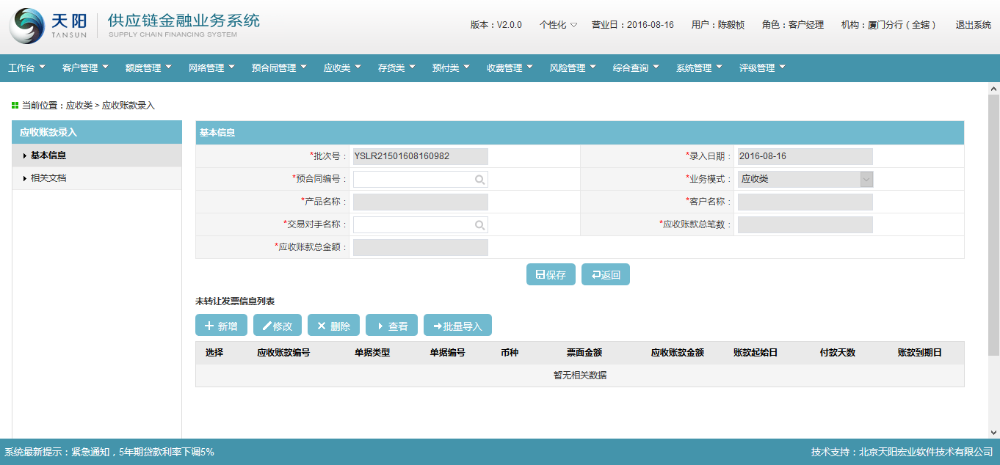 天阳 供应链金融业务系统
TANSUN SUPPLY CHAIN FINANCING SYSTEM
版本：V2.0.0 个性化 营业日：2016-08-16 用户：陈毅桢 角色：客户经理 机构：厦门分行（全辖） 退出系统
工作台 客户管理 额度管理 网络管理 预合同管理 应收类 存货类 预付类 收费管理 风险管理 综合查询 系统管理 评级管理
当前位置：应收类 > 应收账款录入
应收账款录入
基本信息
相关文档
基本信息
*批次号： YSLR21501608160982 *录入日期： 2016-08-16
*预合同编号： *业务模式： 应收类
*产品名称： *客户名称：
*交易对手名称： *应收账款总笔数：
*应收账款总金额：
保存 返回
未转让发票信息列表
新增 修改 删除 查看 批量导入
选择 应收账款编号 单据类型 单据编号 币种 票面金额 应收账款金额 账款起始日 付款天数 账款到期日
暂无相关数据
系统最新提示：紧急通知，5年期贷款利率下调5% 技术支持：北京天阳宏业软件技术有限公司